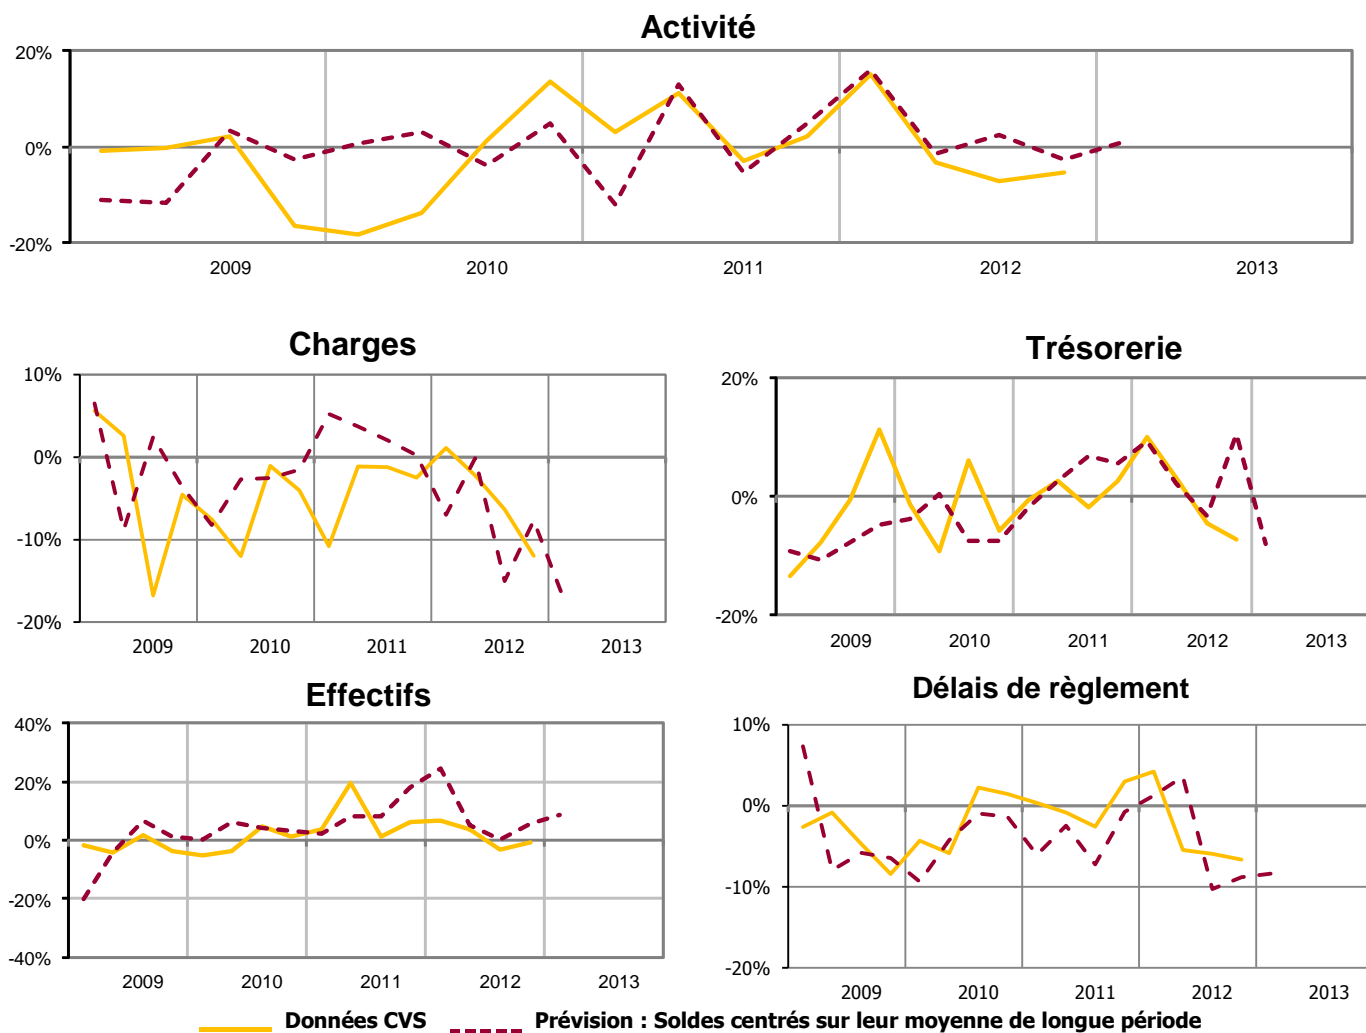 Activité
20%
0%
-20%
2009 2010 2011 2012 2013
Charges
10%
0%
-10%
-20%
2009 2010 2011 2012 2013
Trésorerie
20%
0%
-20%
2009 2010 2011 2012 2013
Effectifs
40%
20%
0%
-20%
-40%
2009 2010 2011 2012 2013
Délais de règlement
10%
0%
-10%
-20%
2009 2010 2011 2012 2013
Données CVS Prévision : Soldes centrés sur leur moyenne de longue période